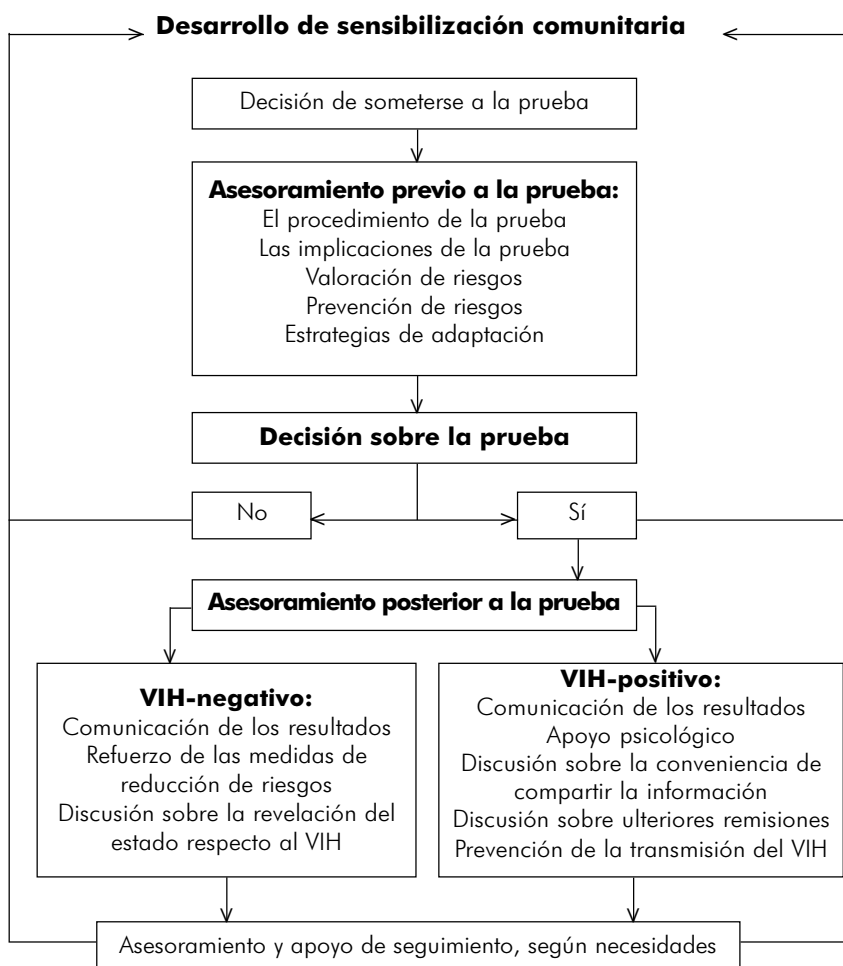 Desarrollo de sensibilización comunitaria
Decisión de someterse a la prueba
Asesoramiento previo a la prueba:
El procedimiento de la prueba
Las implicaciones de la prueba
Valoración de riesgos
Prevención de riesgos
Estrategias de adaptación
Decisión sobre la prueba
No
Sí
Asesoramiento posterior a la prueba
VIH-negativo:
Comunicación de los resultados
Refuerzo de las medidas de
reducción de riesgos
Discusión sobre la revelación del
estado respecto al VIH
VIH-positivo:
Comunicación de los resultados
Apoyo psicológico
Discusión sobre la conveniencia de
compartir la información
Discusión sobre ulteriores remisiones
Prevención de la transmisión del VIH
Asesoramiento y apoyo de seguimiento, según necesidades